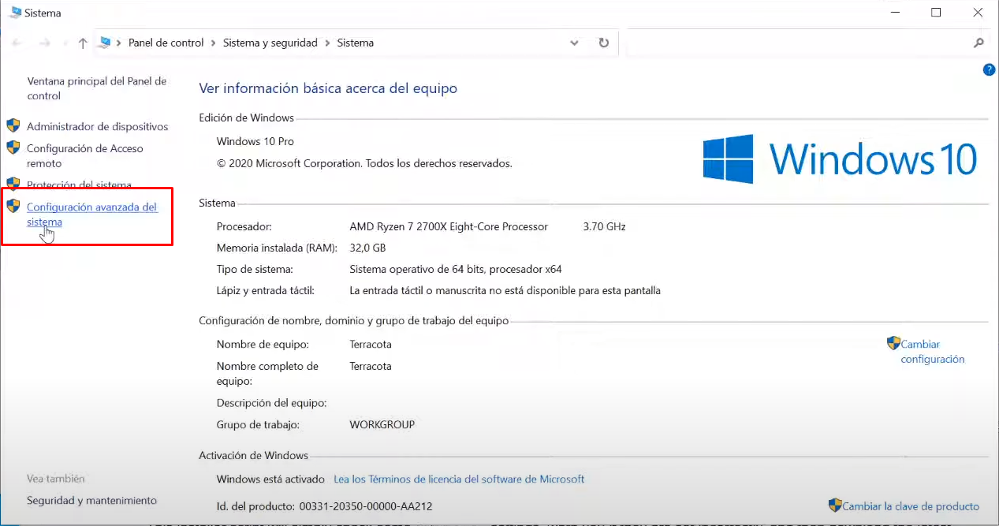 Sistema
Panel de control > Sistema y seguridad > Sistema
Ventana principal del Panel de
control
Administrador de dispositivos
Configuración de Acceso
remoto
Protección del sistema
Configuración avanzada del
sistema
Ver información básica acerca del equipo
Edición de Windows
Windows 10 Pro
© 2020 Microsoft Corporation. Todos los derechos reservados.
Windows 10
Sistema
Procesador: AMD Ryzen 7 2700X Eight-Core Processor 3.70 GHz
Memoria instalada (RAM): 32,0 GB
Tipo de sistema: Sistema operativo de 64 bits, procesador x64
Lápiz y entrada táctil: La entrada táctil o manuscrita no está disponible para esta pantalla
Configuración de nombre, dominio y grupo de trabajo del equipo
Nombre de equipo: Terracota
Cambiar
configuración
Nombre completo de Terracota
equipo:
Descripción del equipo:
Grupo de trabajo: WORKGROUP
Activación de Windows
Windows está activado Lea los Términos de licencia del software de Microsoft
Id. del producto: 00331-20350-00000-AA212
Cambiar la clave de producto
Vea también
Seguridad y mantenimiento